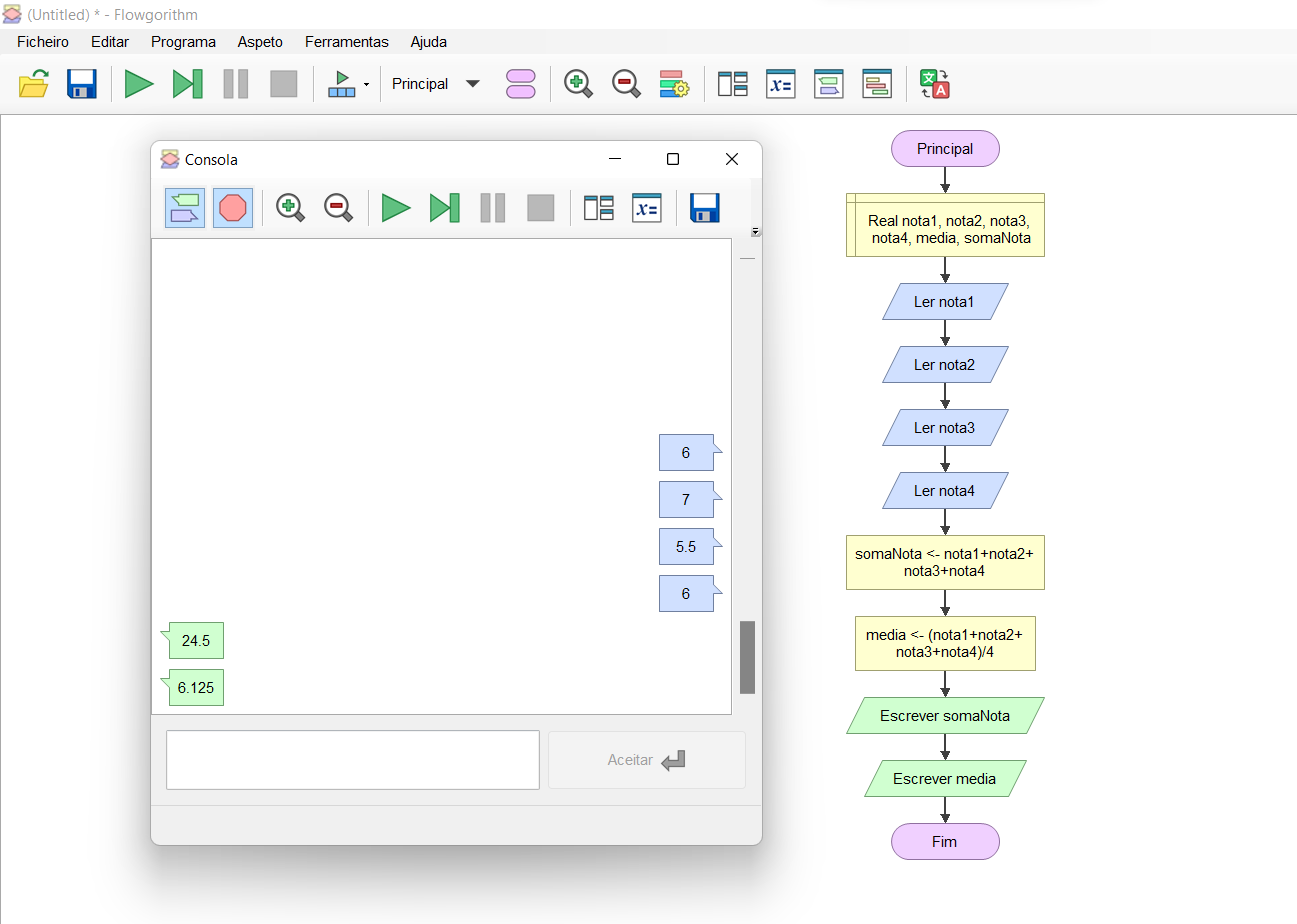 (Untitled) * - Flowgorithm
Ficheiro Editar Programa Aspeto Ferramentas Ajuda
Principal
x=
A
Consola
x=
6
7
5.5
6
24.5
6.125
Aceitar
Principal
Real nota1, nota2, nota3,
nota4, media, somaNota
Ler nota1
Ler nota2
Ler nota3
Ler nota4
somaNota <- nota1+nota2+
nota3+nota4
media <- (nota1+nota2+
nota3+nota4)/4
Escrever somaNota
Escrever media
Fim